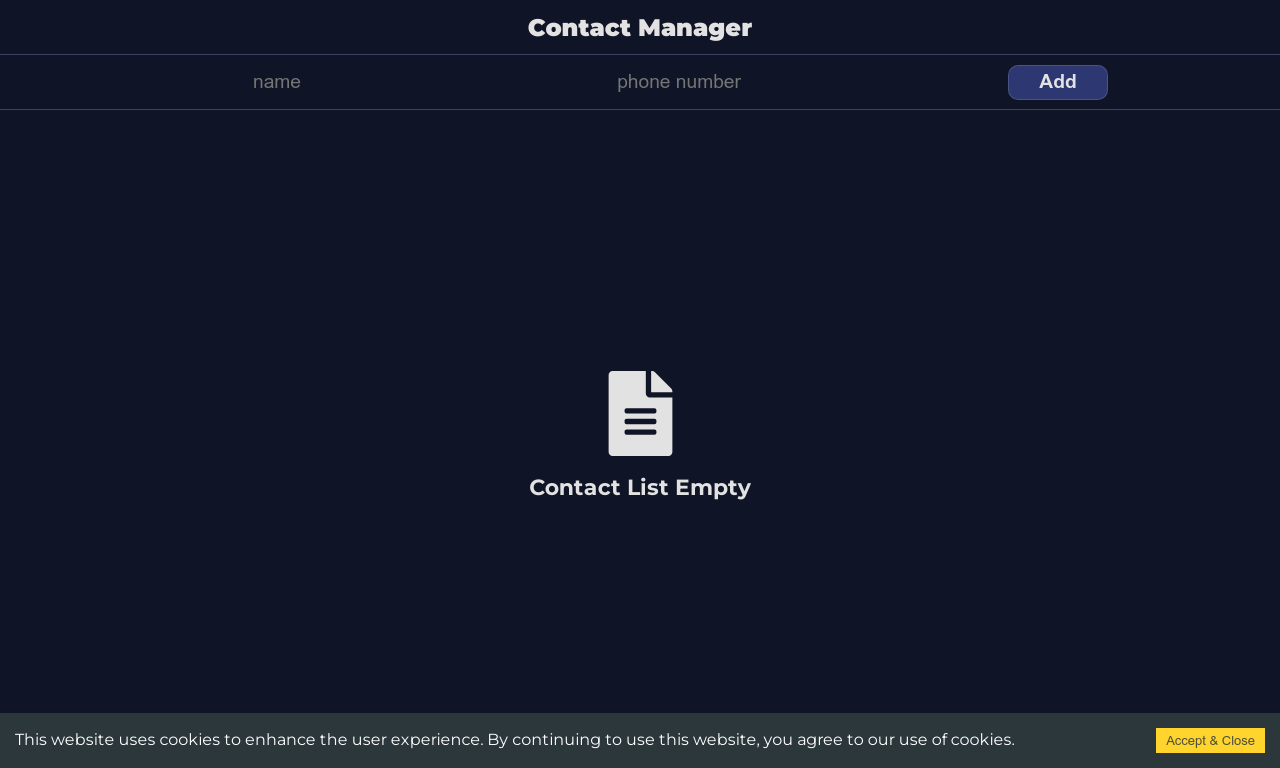 Contact Manager
name
phone number
Add
Contact List Empty
This website uses cookies to enhance the user experience. By continuing to use this website, you agree to our use of cookies.
Accept & Close